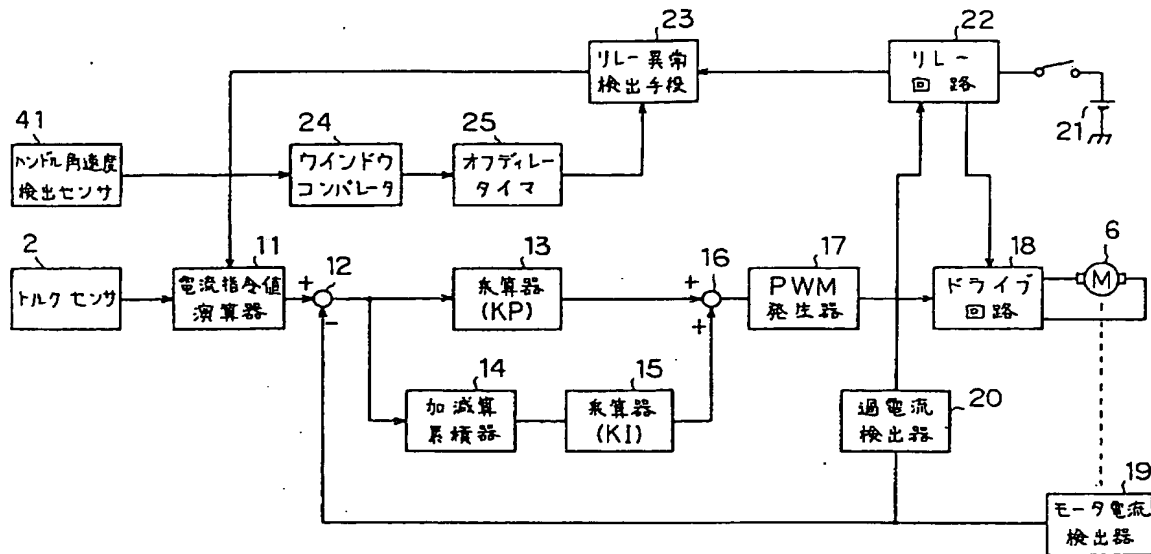 23
リレー異常
検出手段
22
リレー
回路
21
41
ハンドル角速度
検出センサ
24
ウインドウ
コンパレータ
25
オフディレー
タイマ
2
トルクセンサ
11
電流指令値
演算器
+
12
−
13
乗算器
(KP)
14
加減算
累積器
15
乗算器
(KI)
+
16
+
17
PWM
発生器
18
ドライブ
回路
6
M
過電流
検出器
20
19
モータ電流
検出器